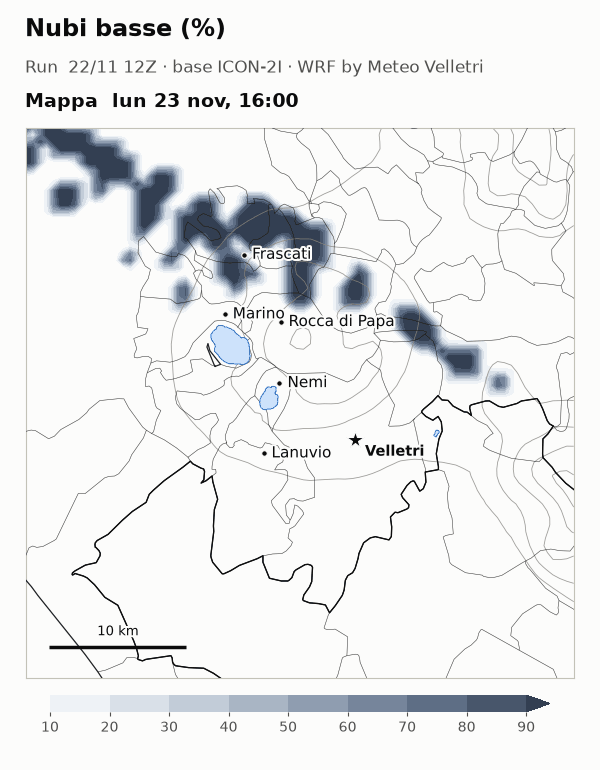 Nubi basse (%)
Run  22/11 12Z · base ICON-2I · WRF by Meteo Velletri
Mappa  lun 23 nov, 16:00
Frascati
Marino
Rocca di Papa
Nemi
Velletri
Lanuvio
10 km
10 20 30 40 50 60 70 80 90